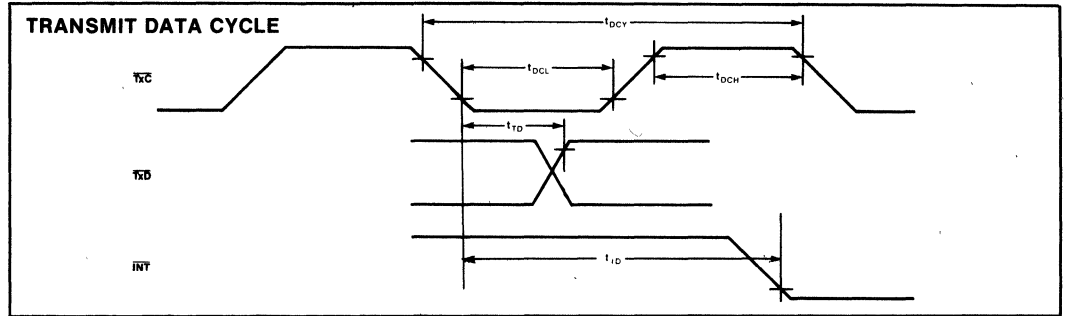 TRANSMIT DATA CYCLE
tDCY
TxC
tDCL
tDCH
tTD
TxD
INT
tID